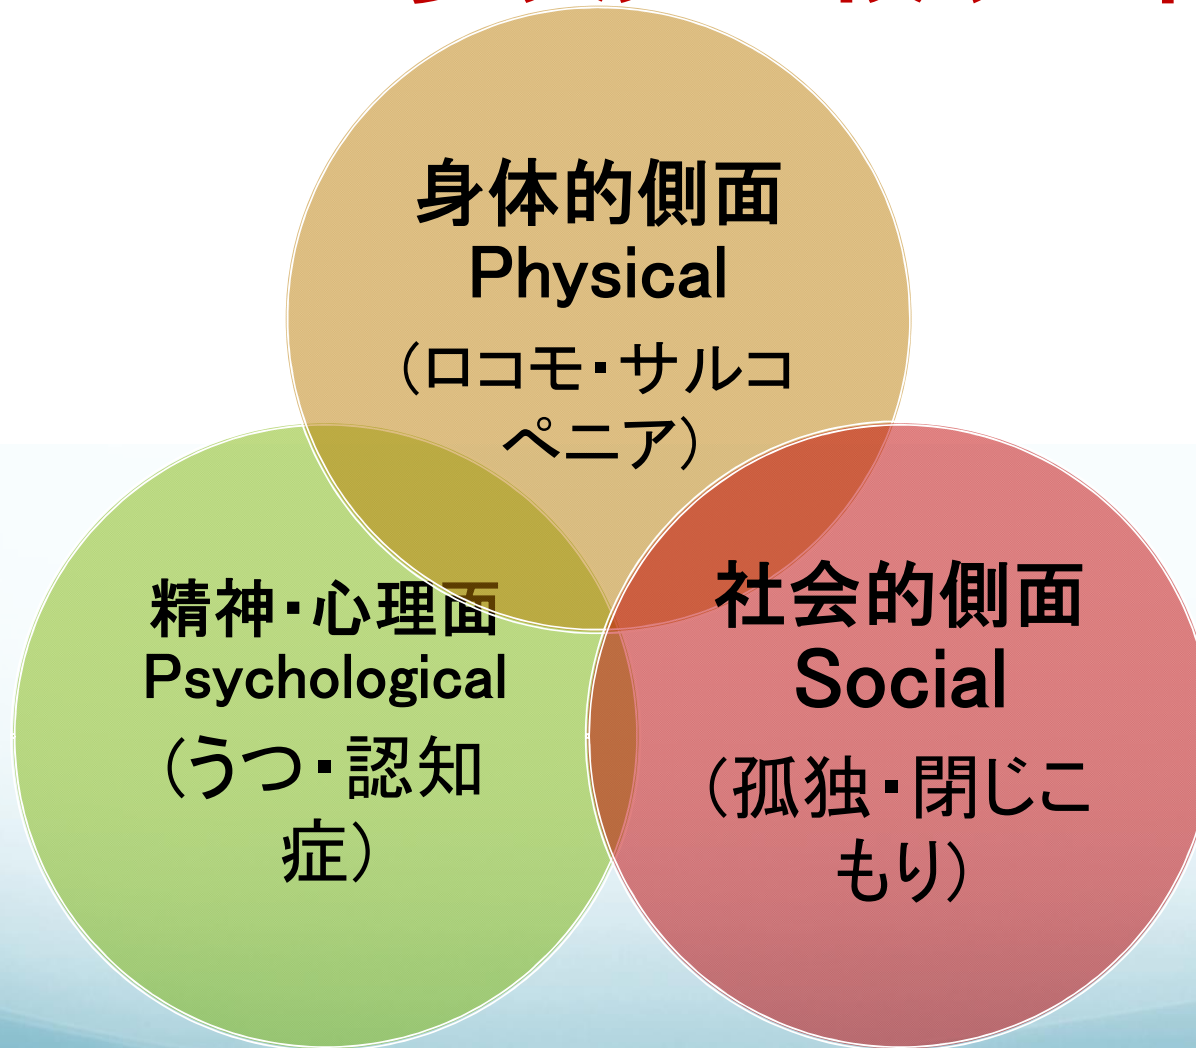 身体的側面
Physical
（ロコモ・サルコ
ペニア）
精神・心理面
Psychological
（うつ・認知
症）
社会的側面
Social
（孤独・閉じこ
もり）